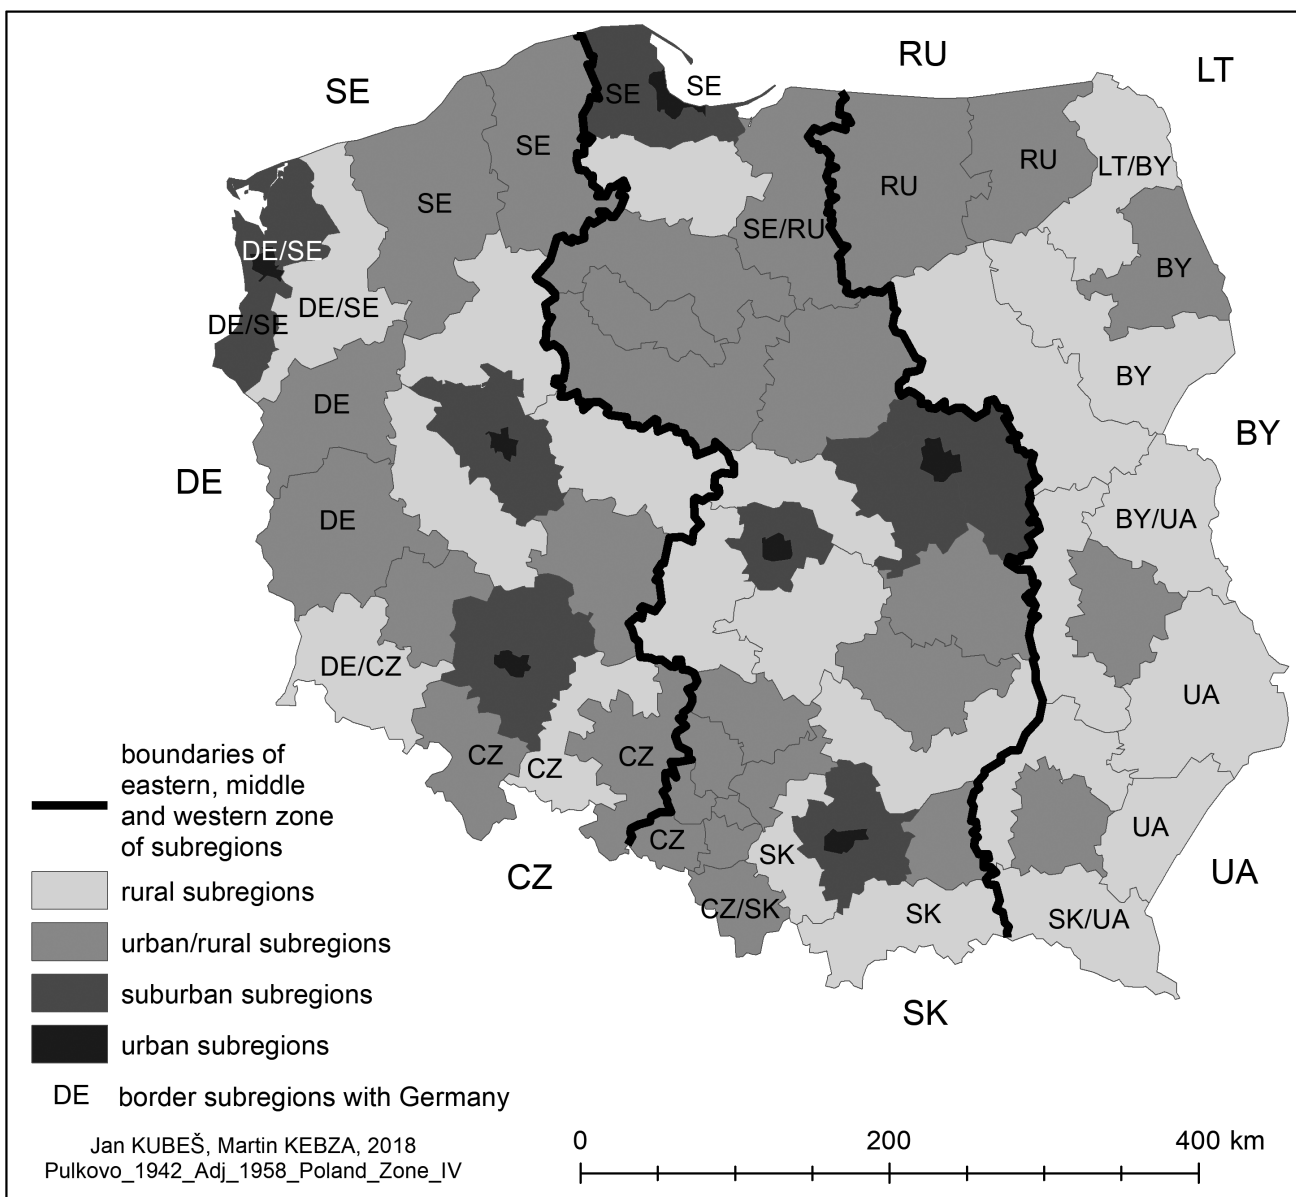 RU
LT
SE
SE
SE
SE
RU
LT/BY
RU
SE
SE/RU
DE/SE
BY
DE/SE
DE/SE
BY
DE
BY
DE
DE
BY/UA
DE/CZ
UA
CZ
CZ
CZ
UA
CZ
SK
CZ
UA
CZ/SK
SK
SK/UA
SK
boundaries of
eastern, middle
and western zone
of subregions
rural subregions
urban/rural subregions
suburban subregions
urban subregions
DE border subregions with Germany
Jan KUBEŠ, Martin KEBZA, 2018
Pulkovo_1942_Adj_1958_Poland_Zone_IV
0 200 400 km